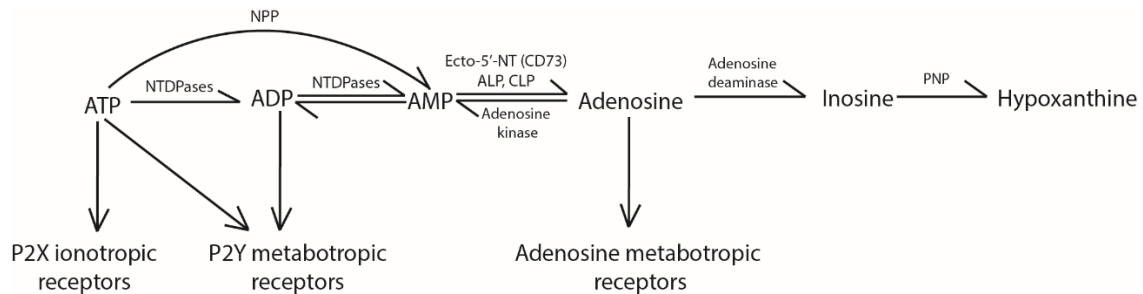 NPP
Ecto-5'-NT (CD73)
ALP, CLP
NTDPases
NTDPases
Adenosine
deaminase
PNP
ATP
ADP
AMP
Adenosine
Inosine
Hypoxanthine
Adenosine
kinase
P2X ionotropic
receptors
P2Y metabotropic
receptors
Adenosine metabotropic
receptors